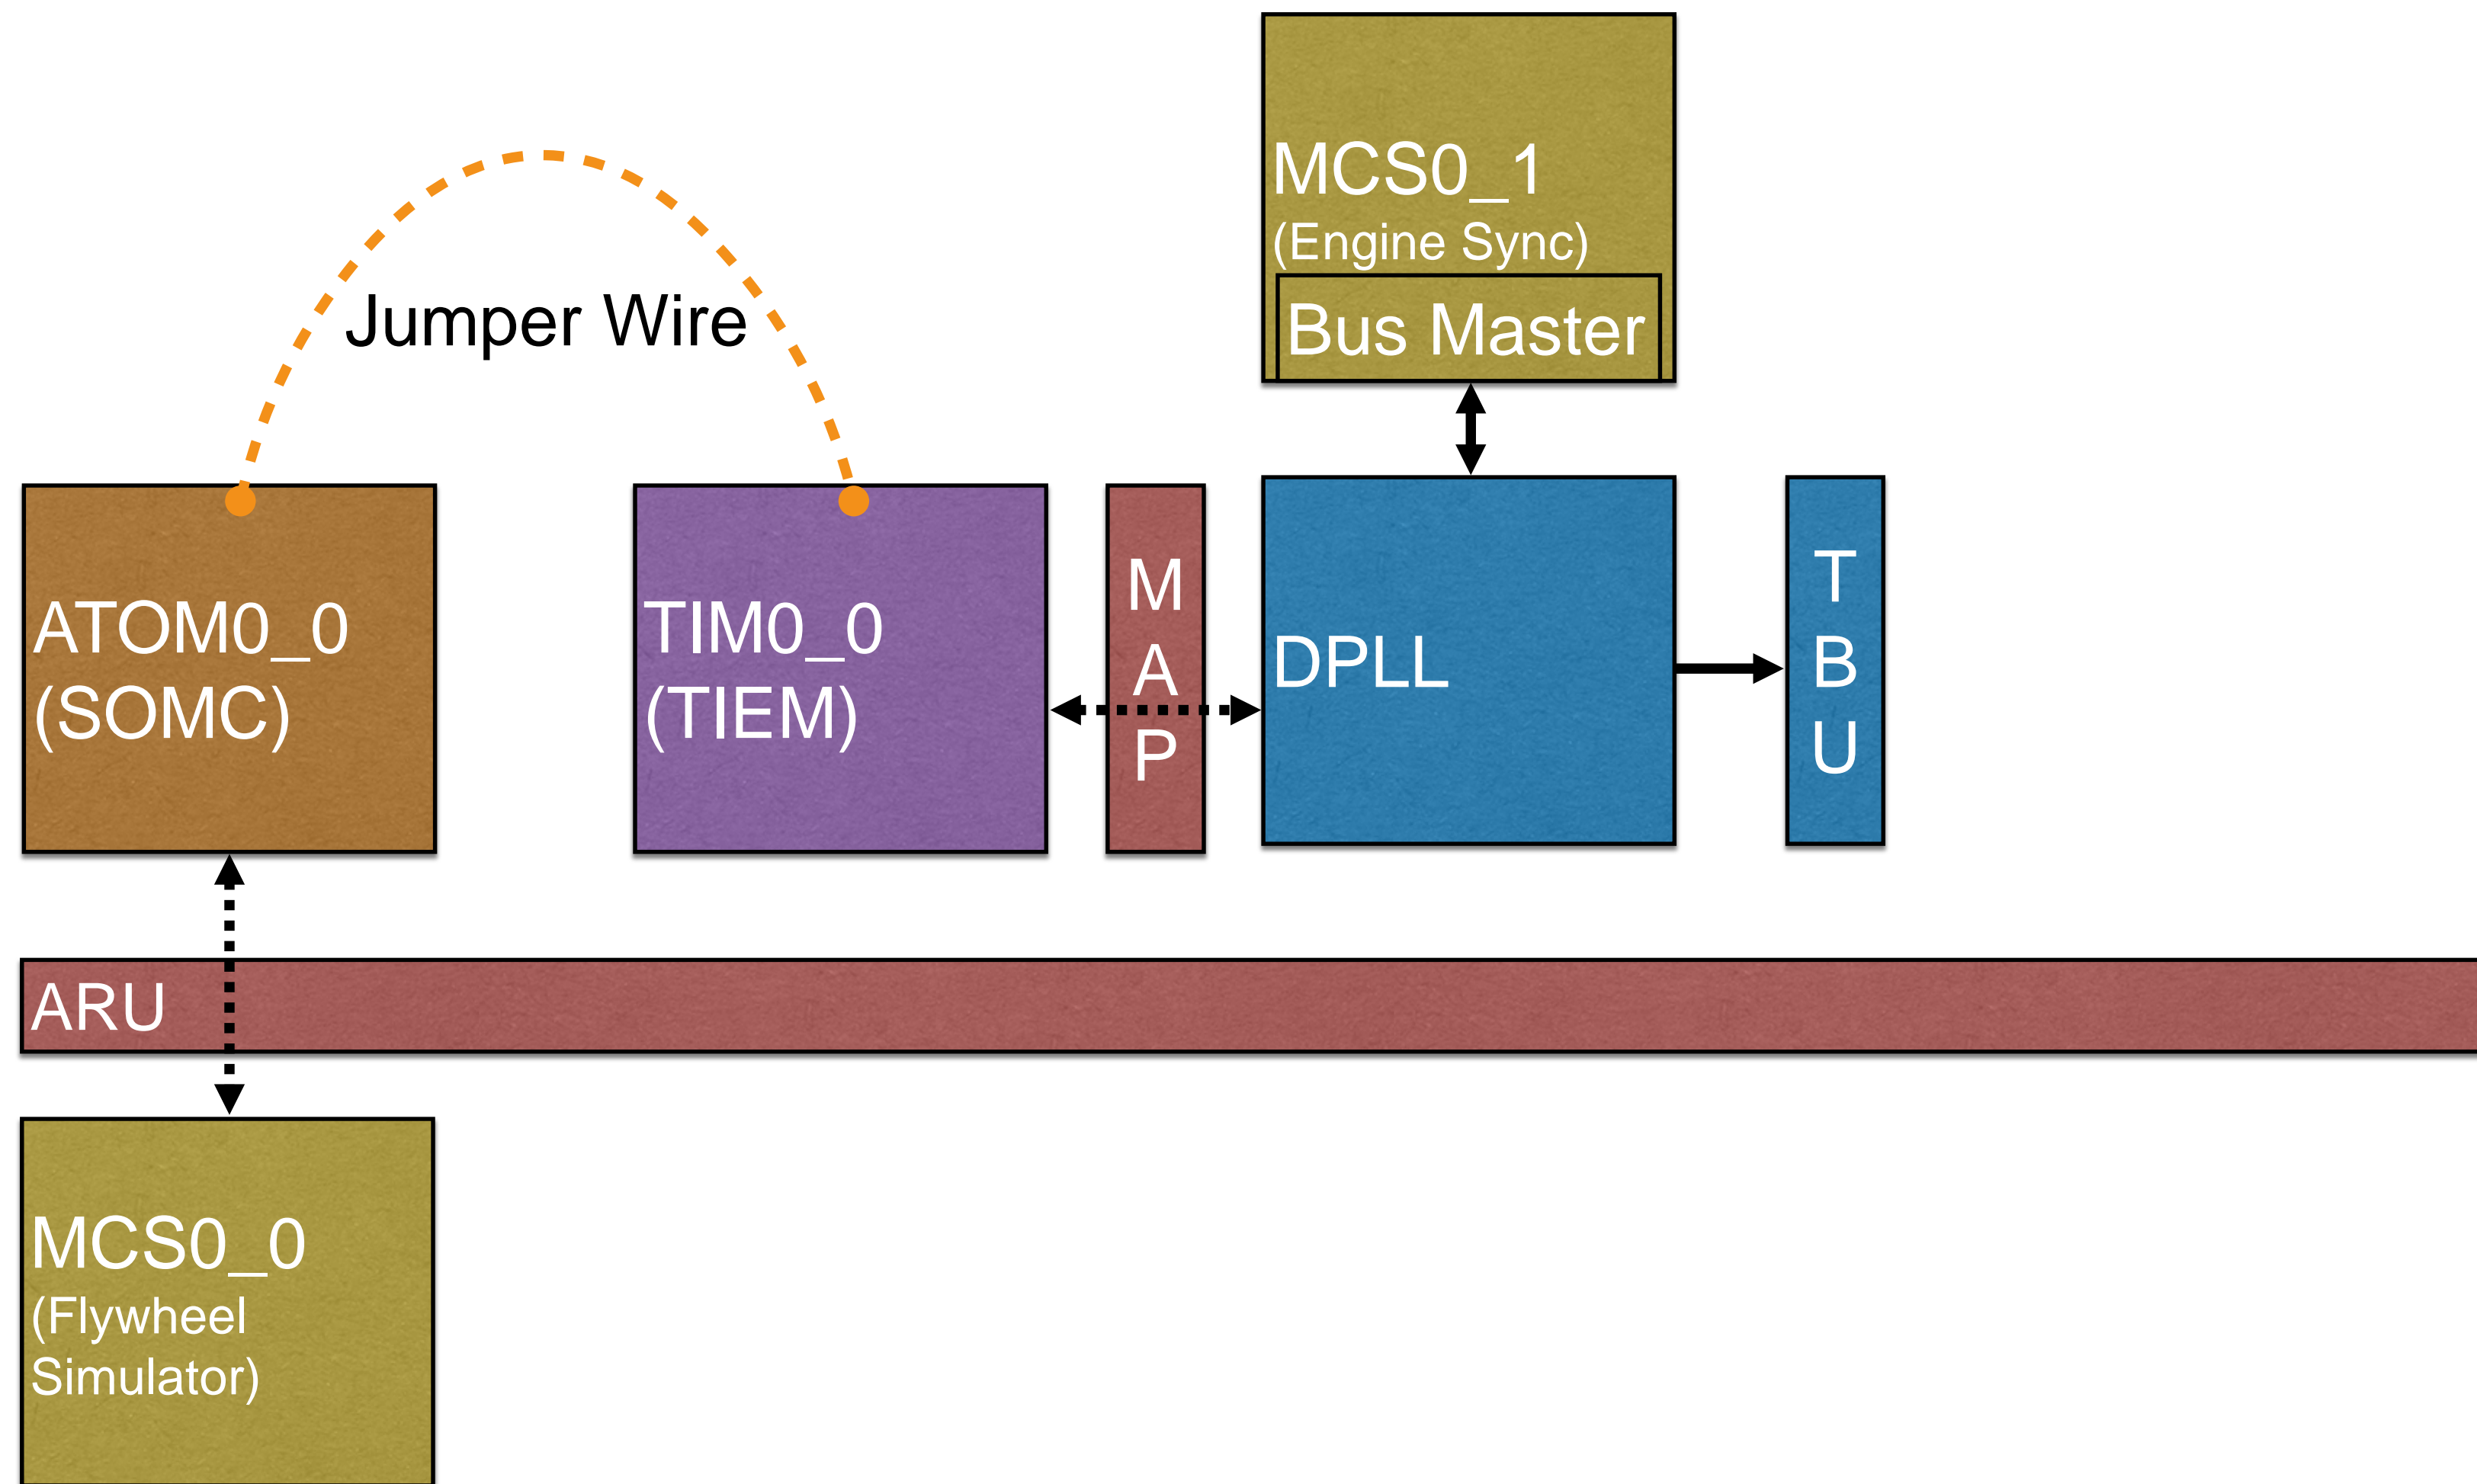 MCS0_1
(Engine Sync)
Bus Master
Jumper Wire
ATOM0_0
(SOMC)
TIM0_0
(TIEM)
M
A
P
DPLL
T
B
U
ARU
MCS0_0
(Flywheel
Simulator)